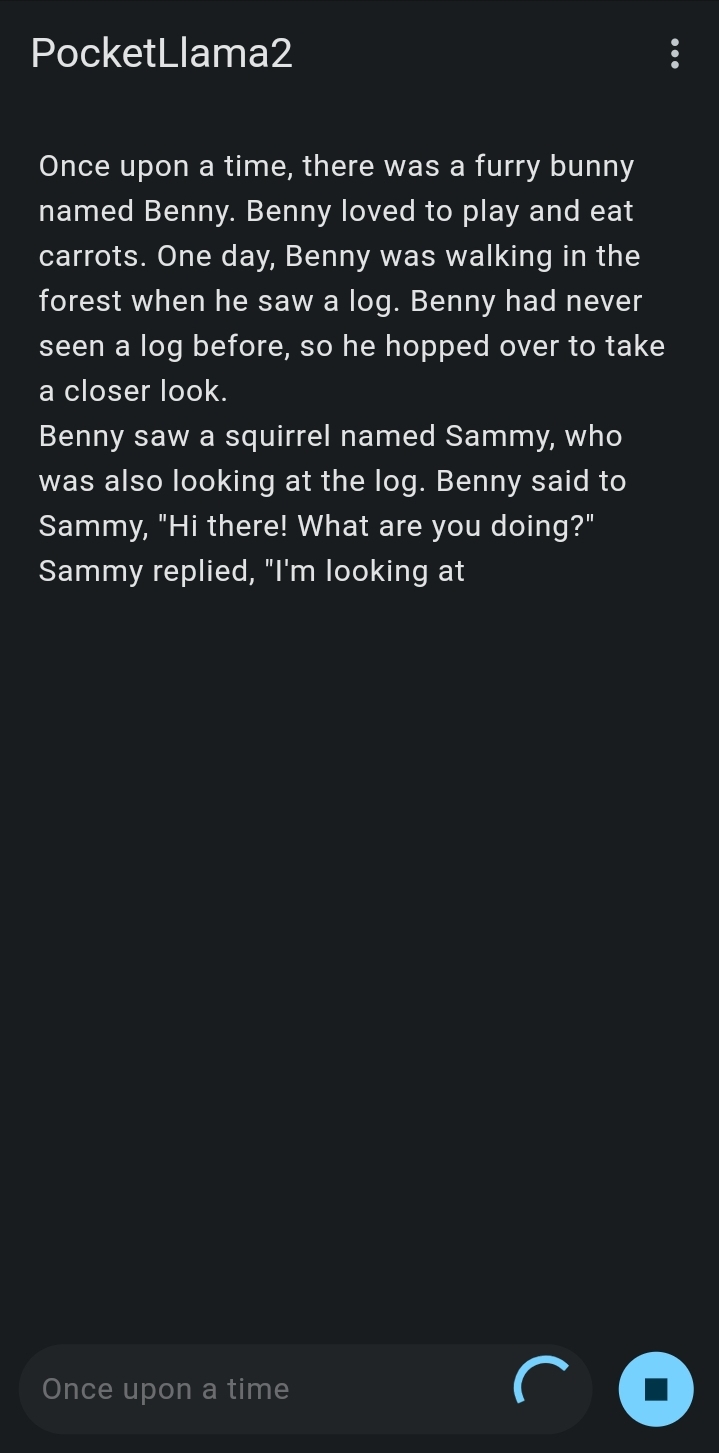 PocketLlama2
Once upon a time, there was a furry bunny
named Benny. Benny loved to play and eat
carrots. One day, Benny was walking in the
forest when he saw a log. Benny had never
seen a log before, so he hopped over to take
a closer look.
Benny saw a squirrel named Sammy, who
was also looking at the log. Benny said to
Sammy, "Hi there! What are you doing?"
Sammy replied, "I'm looking at
Once upon a time